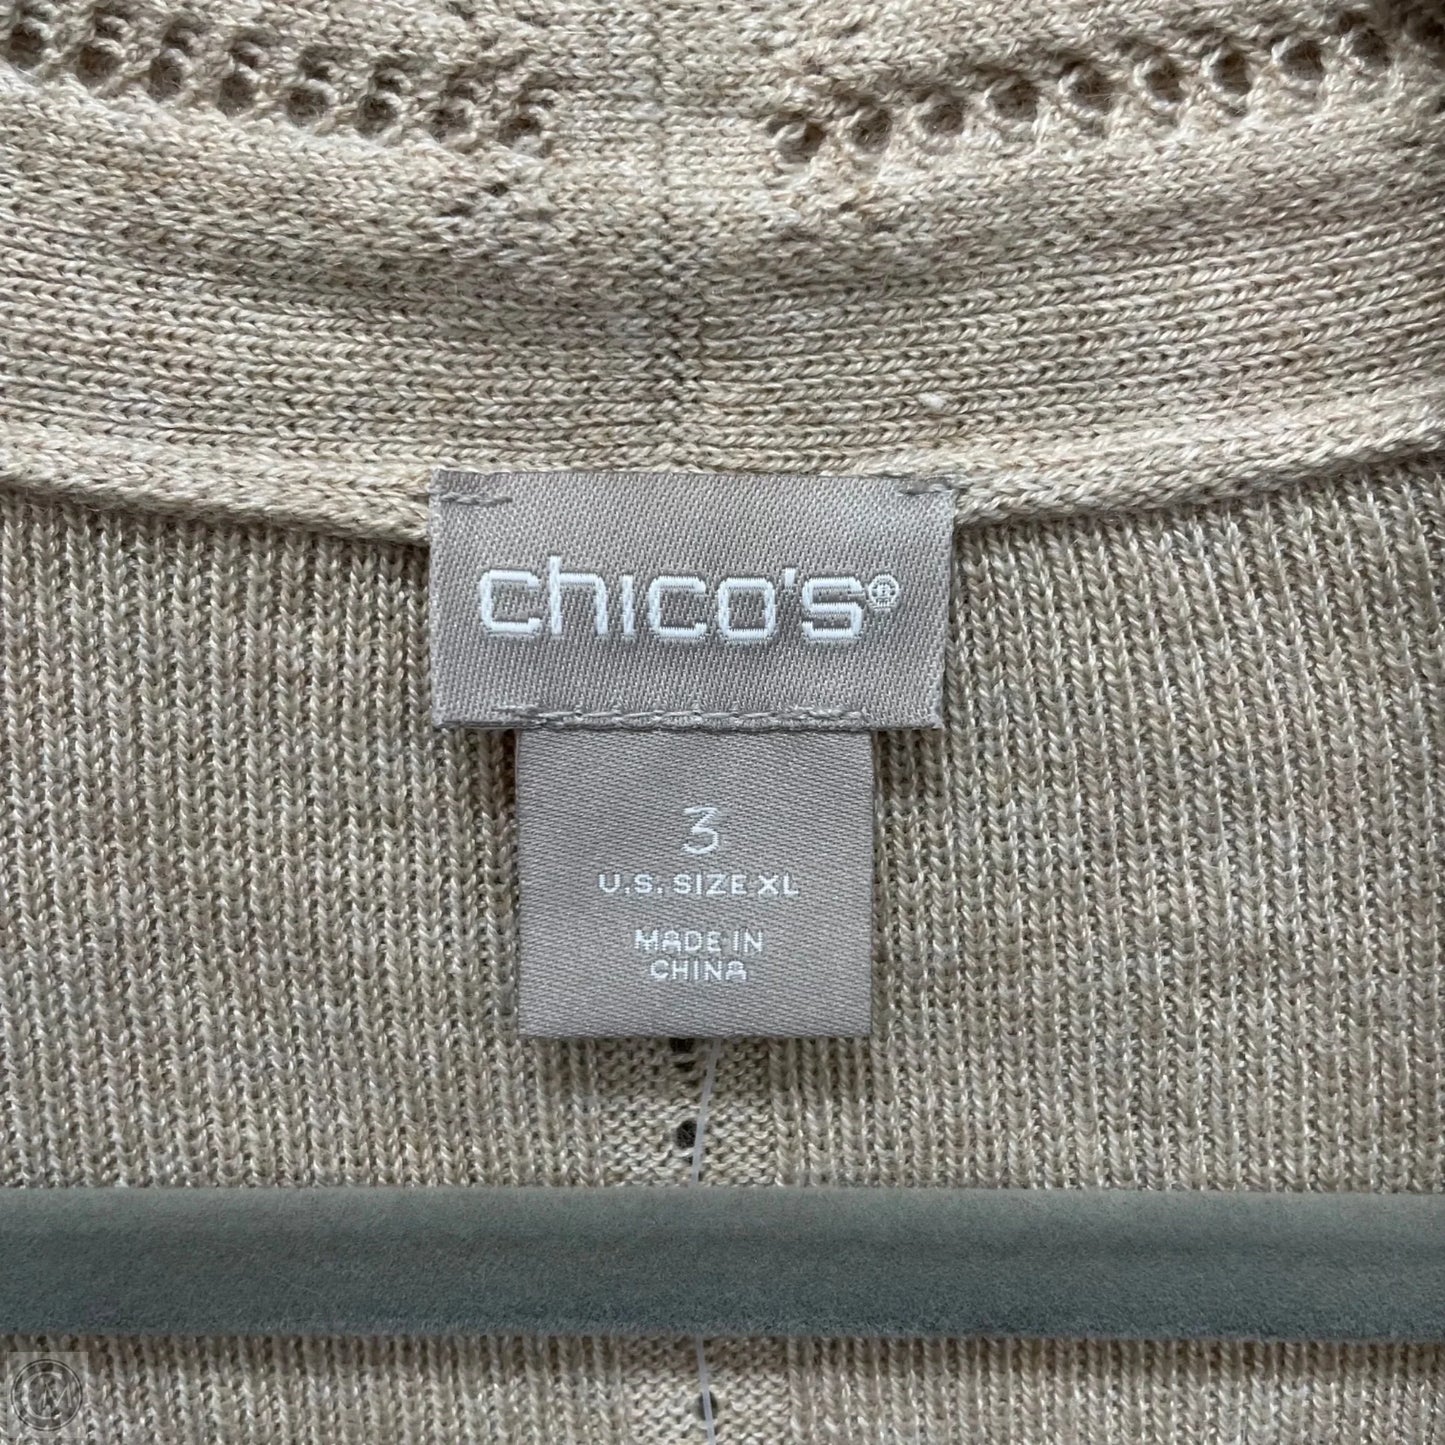 chico's®
3
U.S. SIZE XL
MADE IN
CHINA